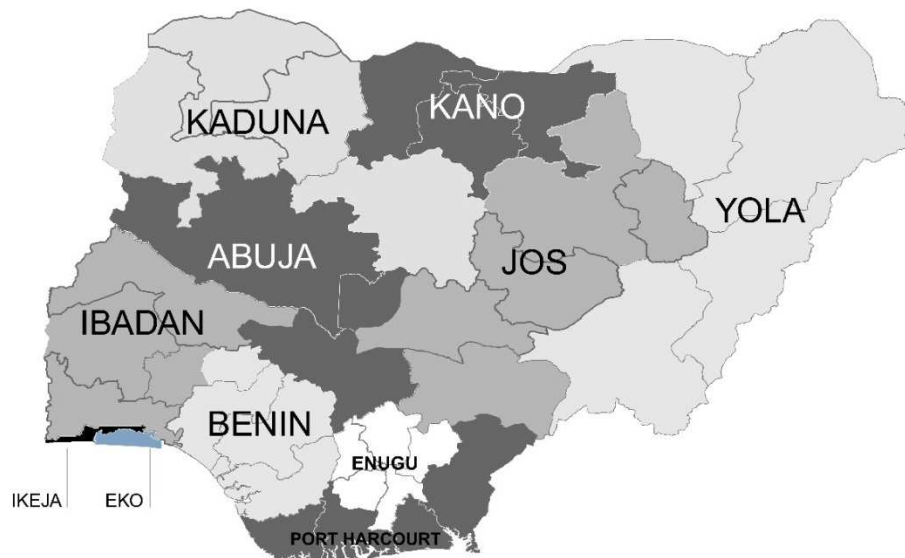 KADUNA
KANO
YOLA
ABUJA
JOS
IBADAN
BENIN
ENUGU
IKEJA
EKO
PORT HARCOURT